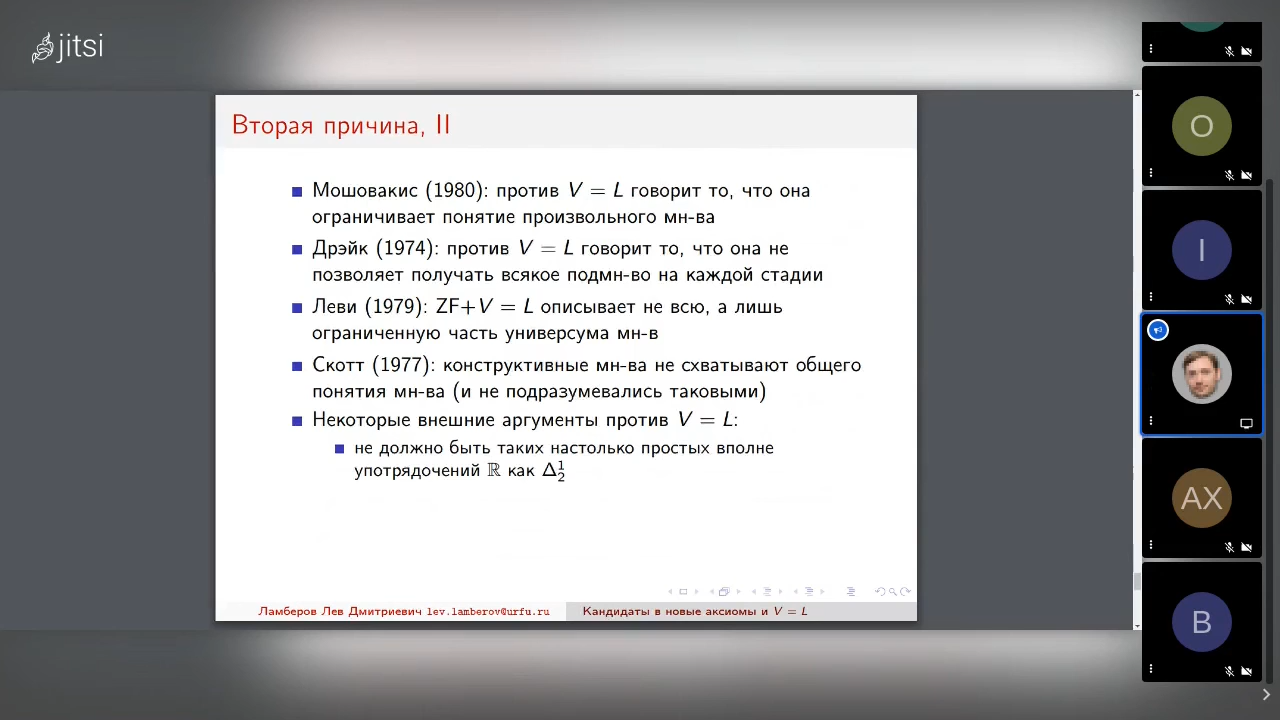 jitsi
Вторая причина, II
Мошовакис (1980): против V = L говорит то, что она
ограничивает понятие произвольного мн-ва
Дрэйк (1974): против V = L говорит то, что она не
позволяет получать всякое подмн-во на каждой стадии
Леви (1979): ZF+V = L описывает не всю, а лишь
ограниченную часть универсума мн-в
Скотт (1977): конструктивные мн-ва не схватывают общего
понятия мн-ва (и не подразумевались таковыми)
Некоторые внешние аргументы против V = L:
не должно быть таких настолько простых вполне
употрядочений ℝ как Δ¹₂
Ламберов Лев Дмитриевич lev.lamberov@urfu.ru
Кандидаты в новые аксиомы и V = L
O
I
AX
B